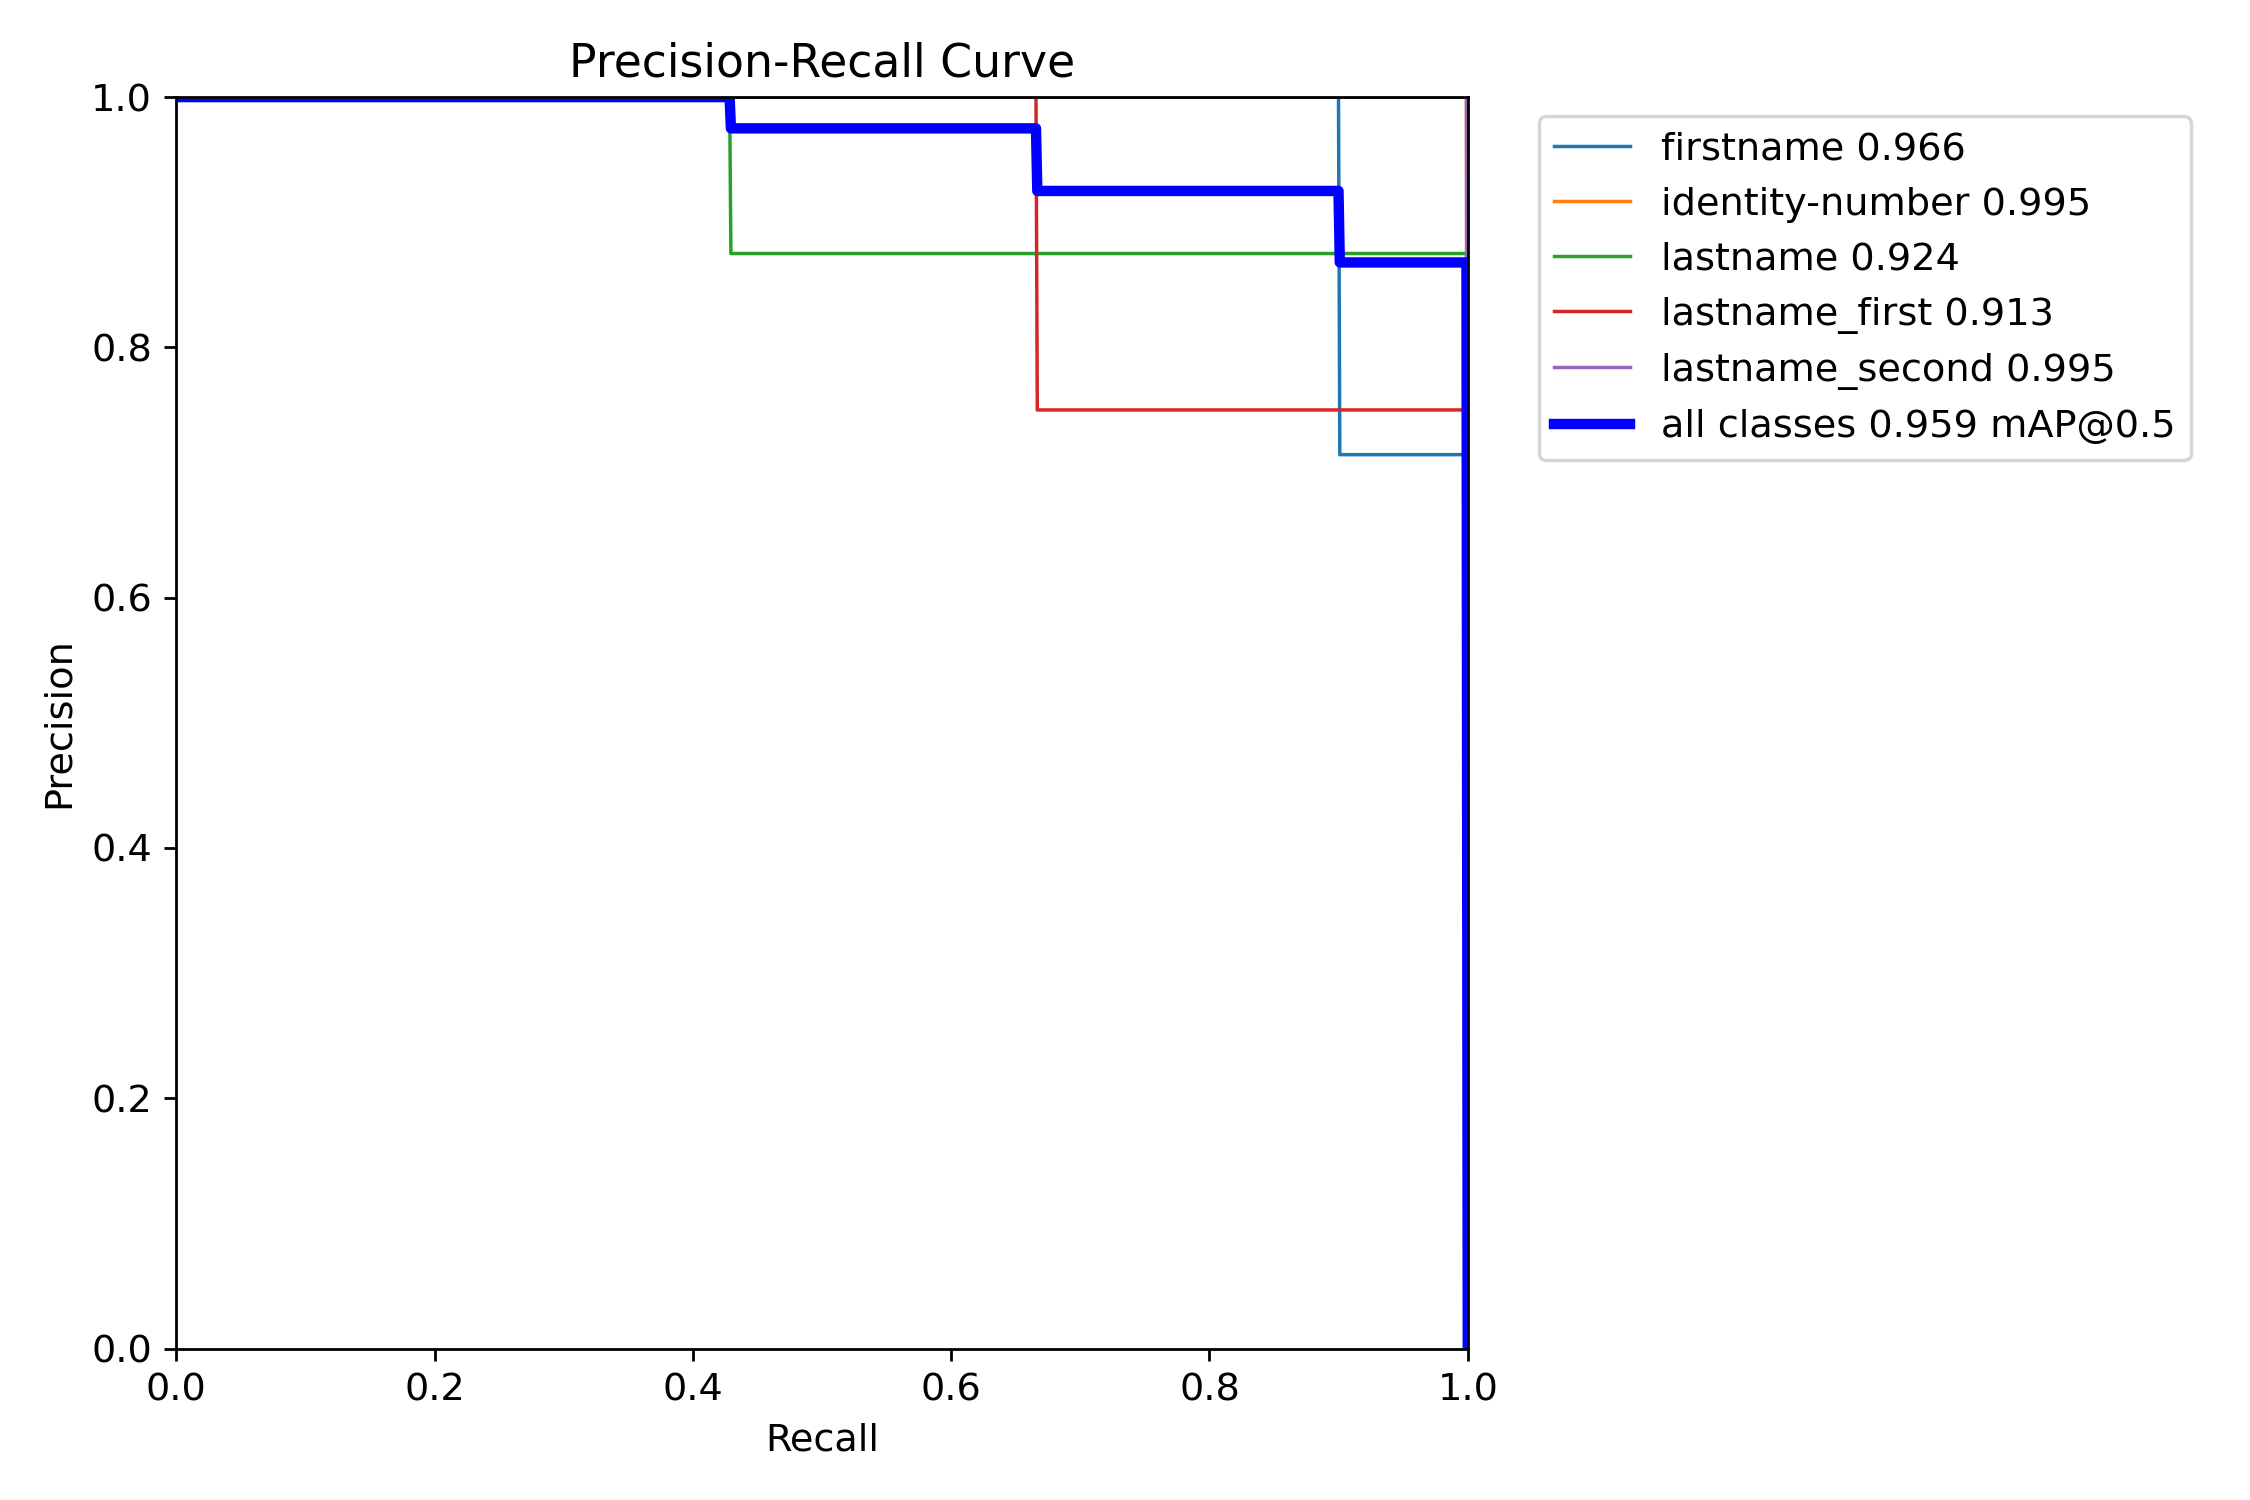 Precision-Recall Curve
1.0
0.8
0.6
0.4
0.2
0.0
Precision
0.0 0.2 0.4 0.6 0.8 1.0
Recall
firstname 0.966
identity-number 0.995
lastname 0.924
lastname_first 0.913
lastname_second 0.995
all classes 0.959 mAP@0.5